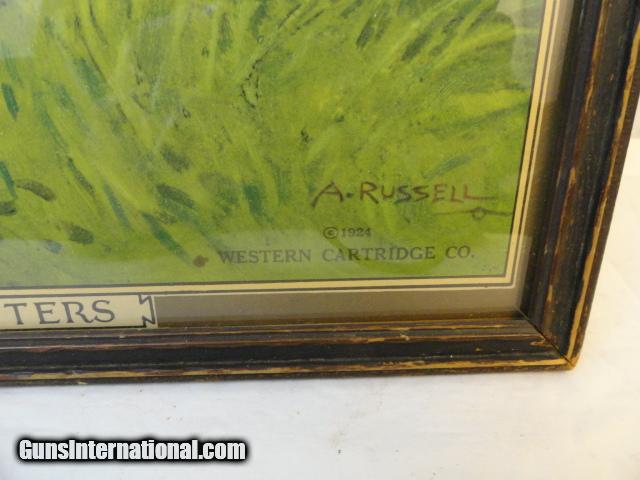 A. RUSSELL
©1924
WESTERN CARTRIDGE CO.
TERS
GunsInternational.com